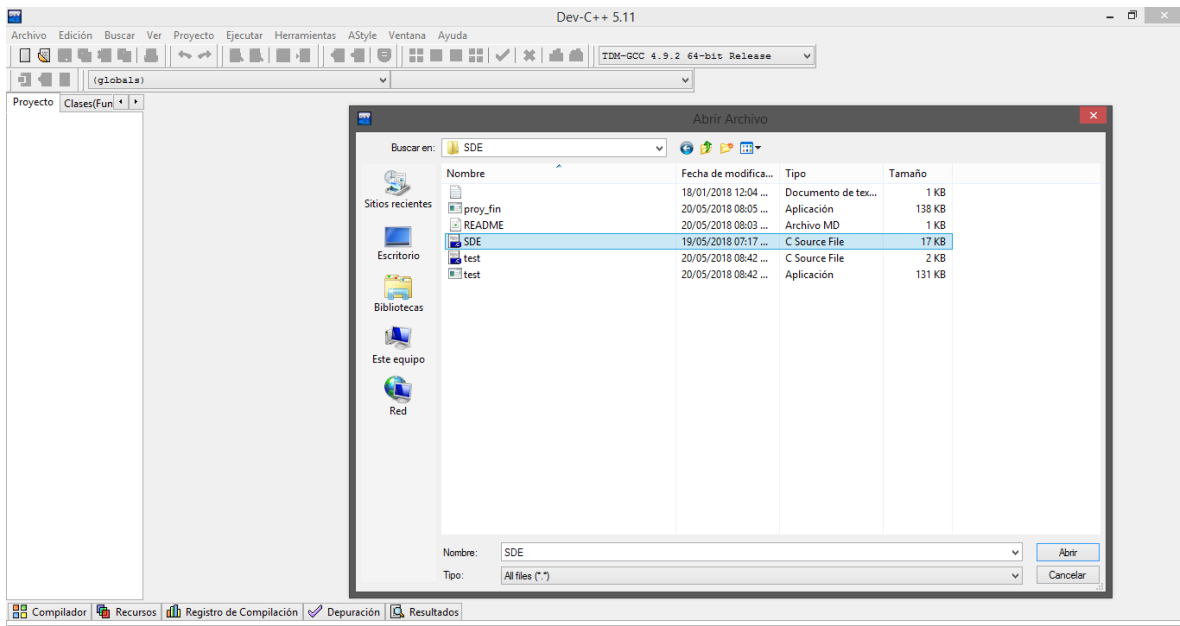 Dev-C++ 5.11
Archivo Edición Buscar Ver Proyecto Ejecutar Herramientas AStyle Ventana Ayuda
TDM-GCC 4.9.2 64-bit Release
(globals)
Proyecto Clases(Fun
Abrir Archivo
Buscar en: SDE
Nombre Fecha de modifica... Tipo Tamaño
18/01/2018 12:04 ... Documento de tex... 1 KB
proy_fin 20/05/2018 08:05 ... Aplicación 138 KB
README 20/05/2018 08:03 ... Archivo MD 1 KB
SDE 19/05/2018 07:17 ... C Source File 17 KB
test 20/05/2018 08:42 ... C Source File 2 KB
test 20/05/2018 08:42 ... Aplicación 131 KB
Sitios recientes
Escritorio
Bibliotecas
Este equipo
Red
Nombre: SDE Abrir
Tipo: All files (*.*) Cancelar
Compilador Recursos Registro de Compilación Depuración Resultados